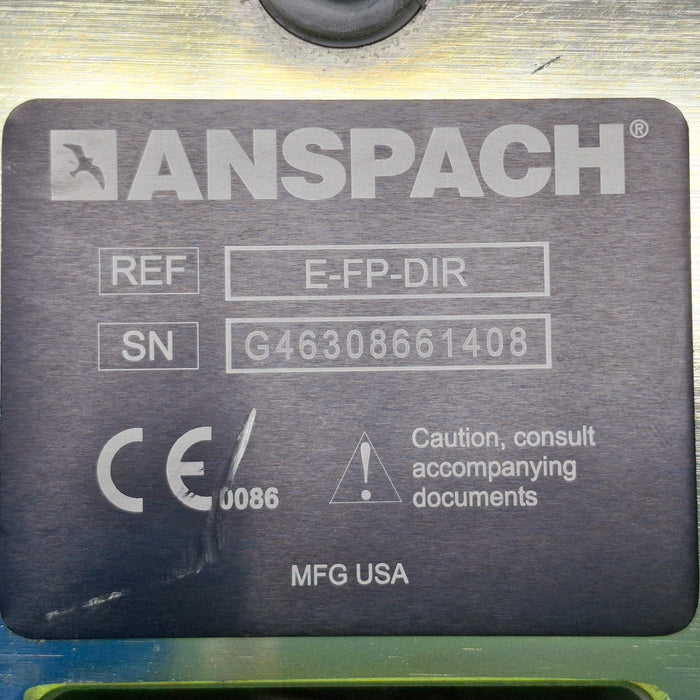 ANSPACH®
REF E-FP-DIR
SN G46308661408
CE 0086
Caution, consult
accompanying
documents
MFG USA